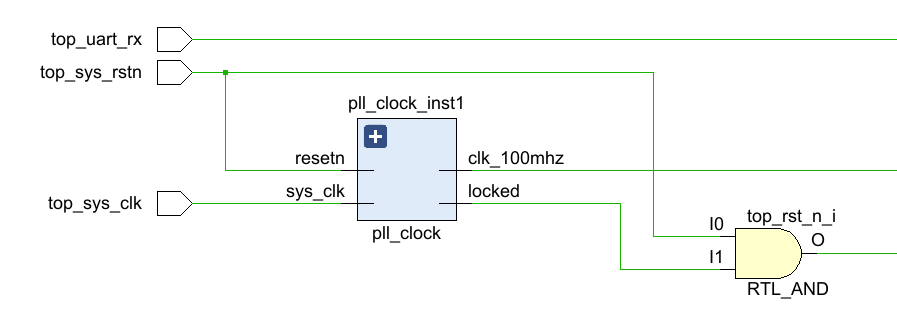 top_uart_rx
top_sys_rstn
pll_clock_inst1
resetn
clk_100mhz
sys_clk
locked
top_sys_clk
pll_clock
top_rst_n_i
I0
O
I1
RTL_AND